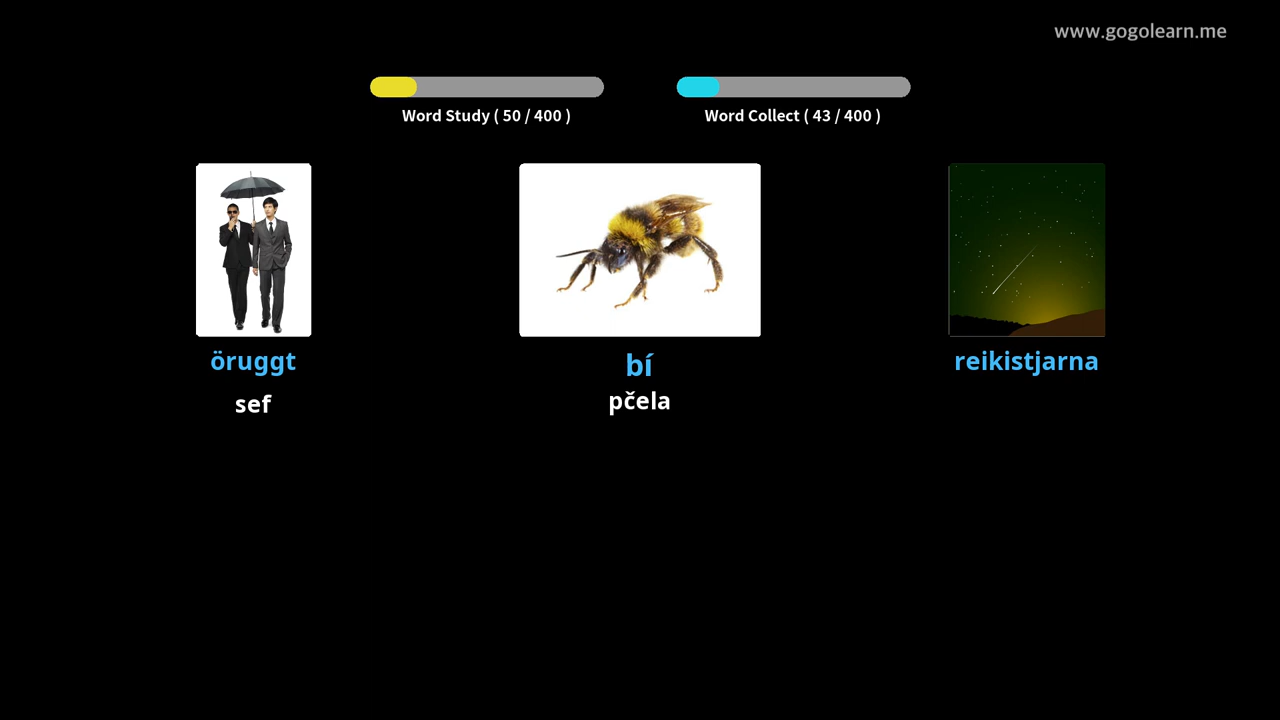 www.gogolearn.me
Word Study ( 50 / 400 )
Word Collect ( 43 / 400 )
öruggt
bí
reikistjarna
sef
pčela